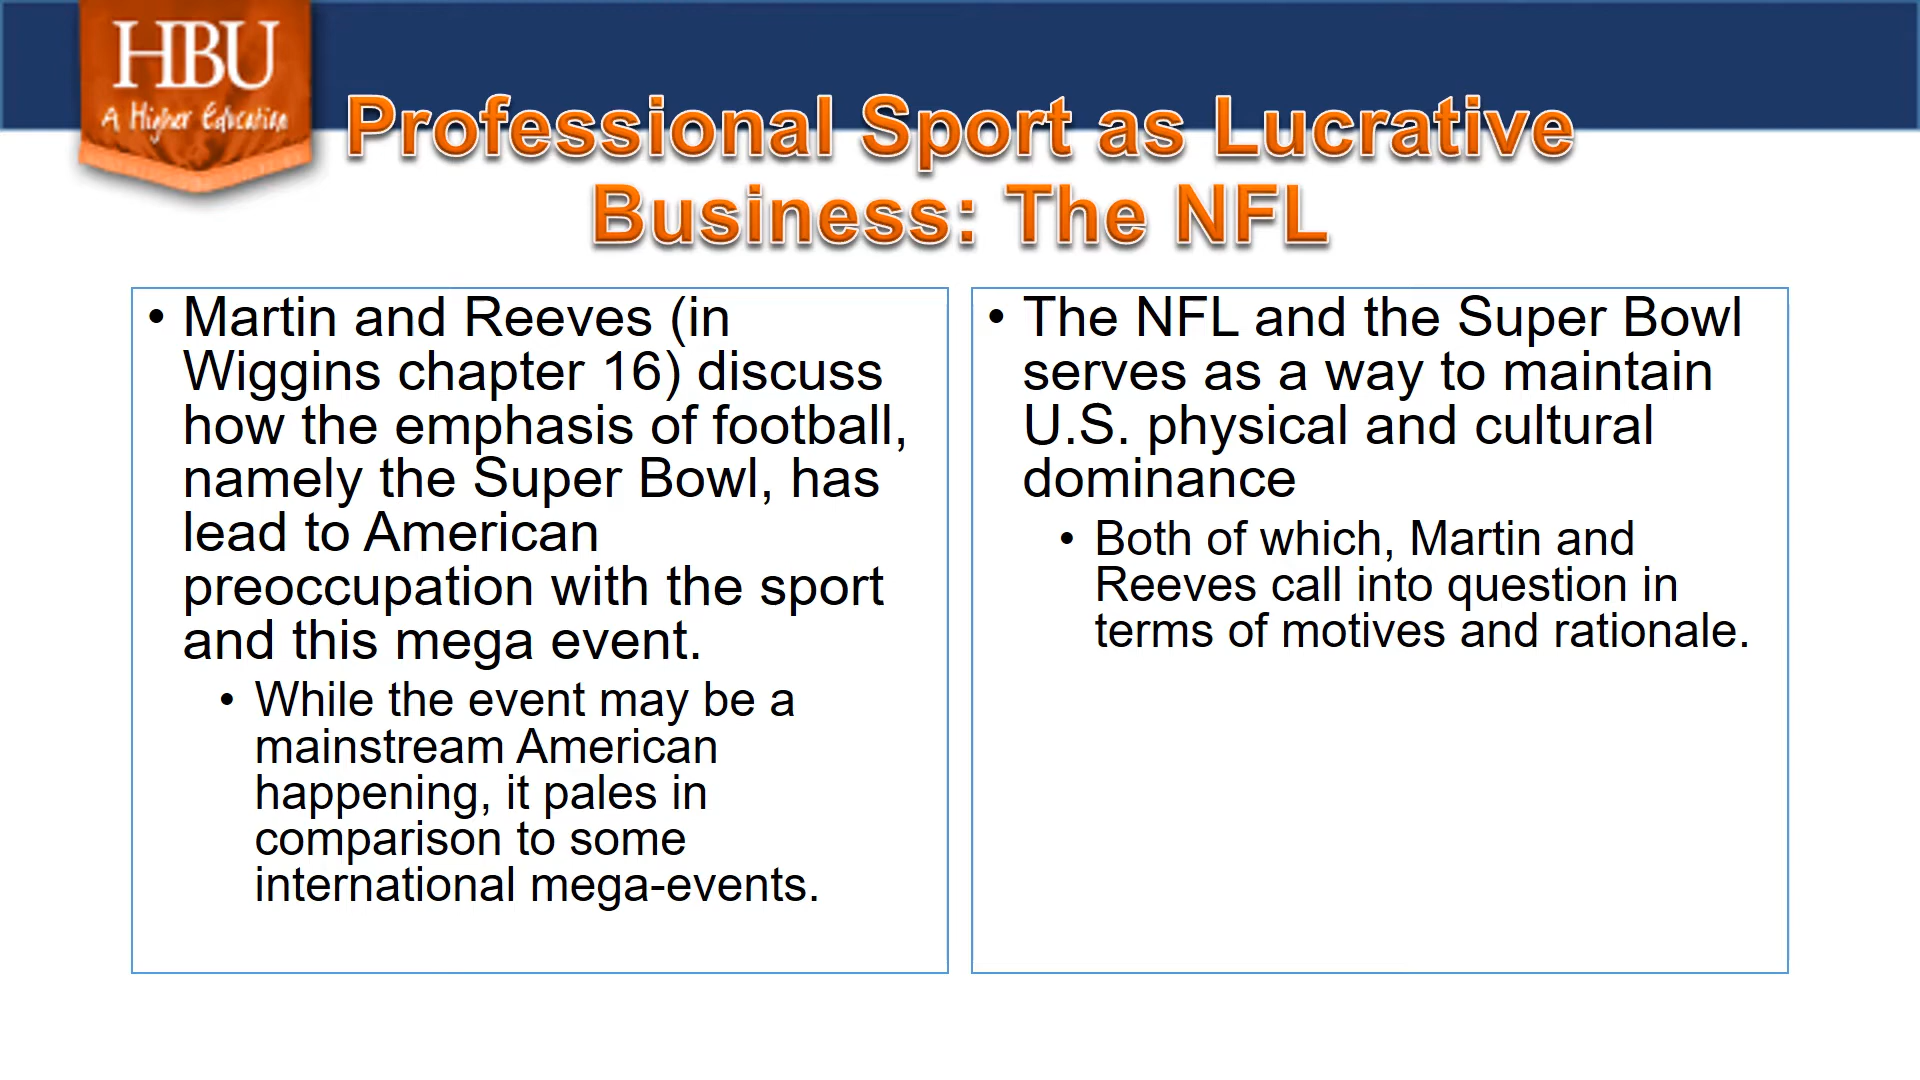 HBU
A Higher Education
Professional Sport as Lucrative
Business: The NFL
• Martin and Reeves (in
Wiggins chapter 16) discuss
how the emphasis of football,
namely the Super Bowl, has
lead to American
preoccupation with the sport
and this mega event.
• While the event may be a
mainstream American
happening, it pales in
comparison to some
international mega-events.
• The NFL and the Super Bowl
serves as a way to maintain
U.S. physical and cultural
dominance
• Both of which, Martin and
Reeves call into question in
terms of motives and rationale.